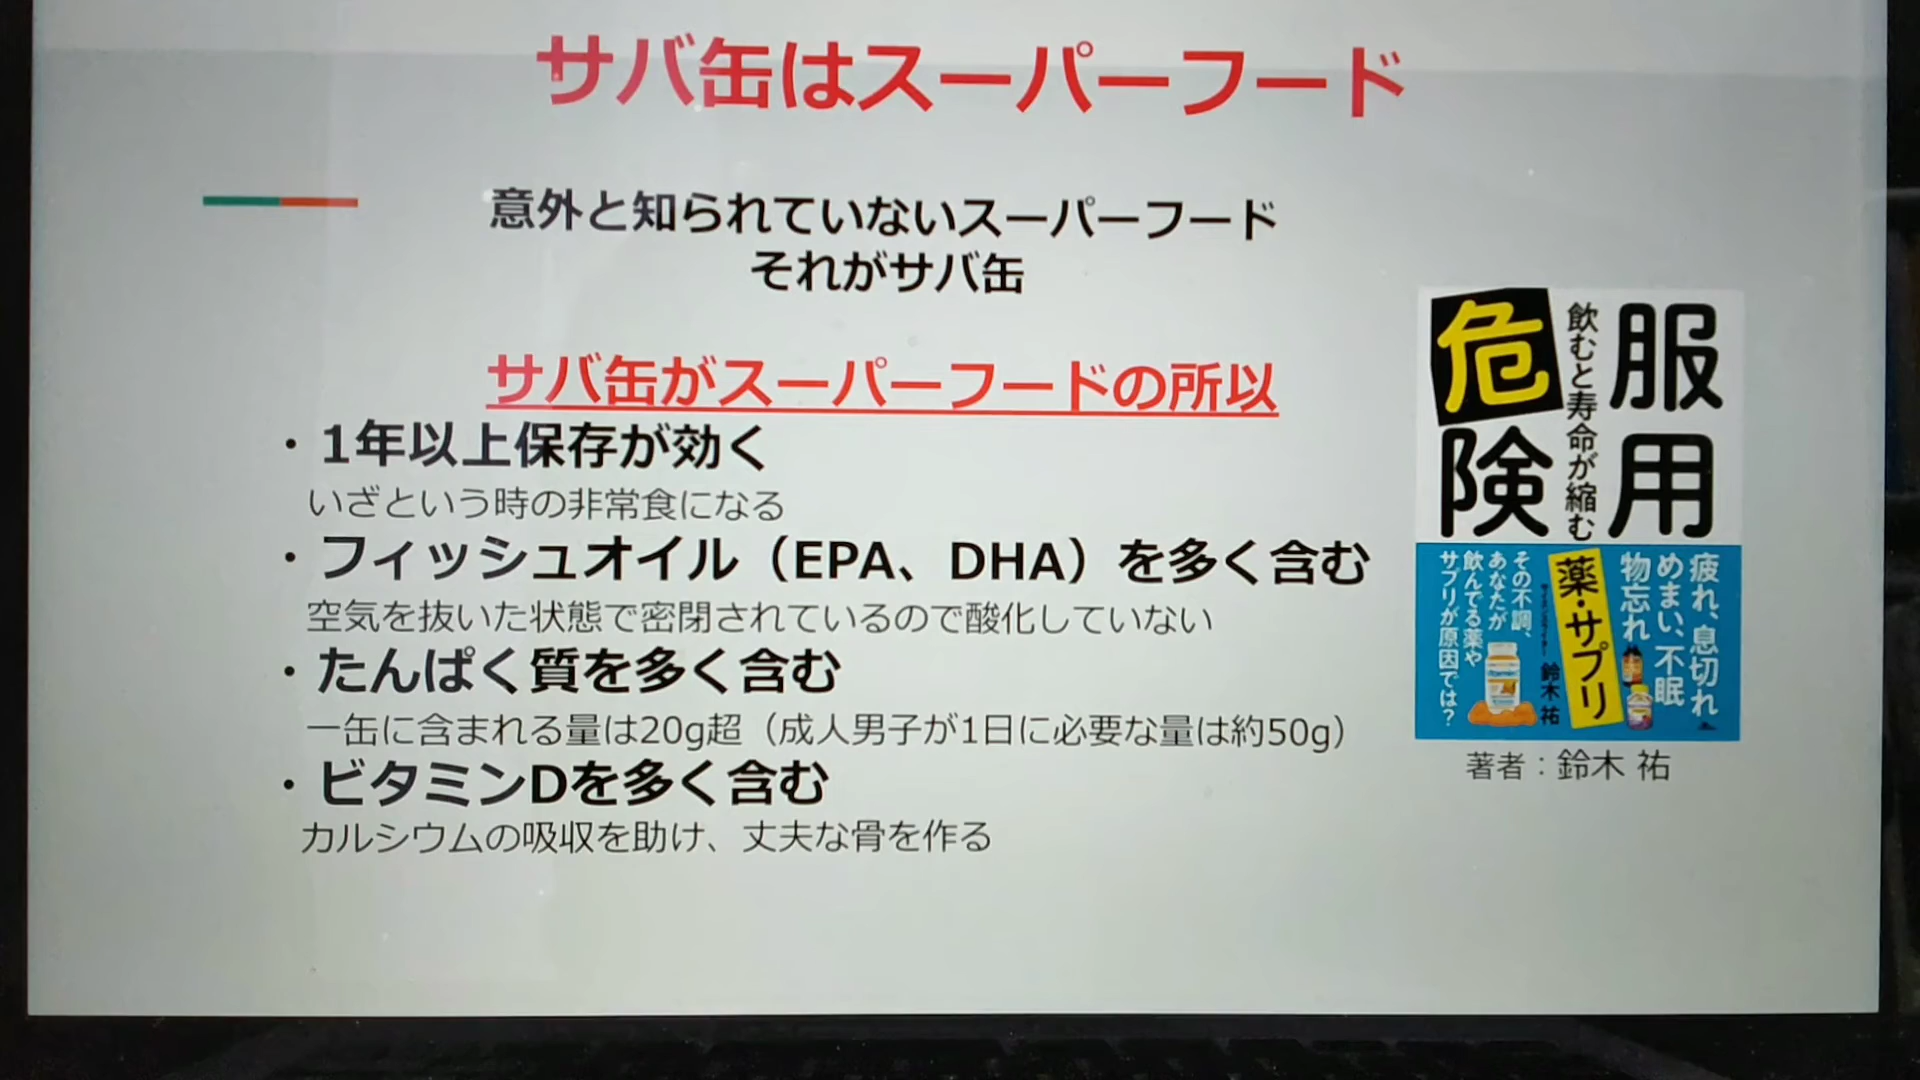 サバ缶はスーパーフード
意外と知られていないスーパーフード
それがサバ缶
サバ缶がスーパーフードの所以
・1年以上保存が効く
いざという時の非常食になる
・フィッシュオイル（EPA、DHA）を多く含む
空気を抜いた状態で密閉されているので酸化していない
・たんぱく質を多く含む
一缶に含まれる量は20g超（成人男子が1日に必要な量は約50g）
・ビタミンDを多く含む
カルシウムの吸収を助け、丈夫な骨を作る
服用
飲むと寿命が縮む
危険
疲れ、息切れ
めまい、不眠
物忘れ
薬・サプリ
鈴木 祐
その不調、
あなたが
飲んでる薬や
サプリが原因では？
著者：鈴木 祐